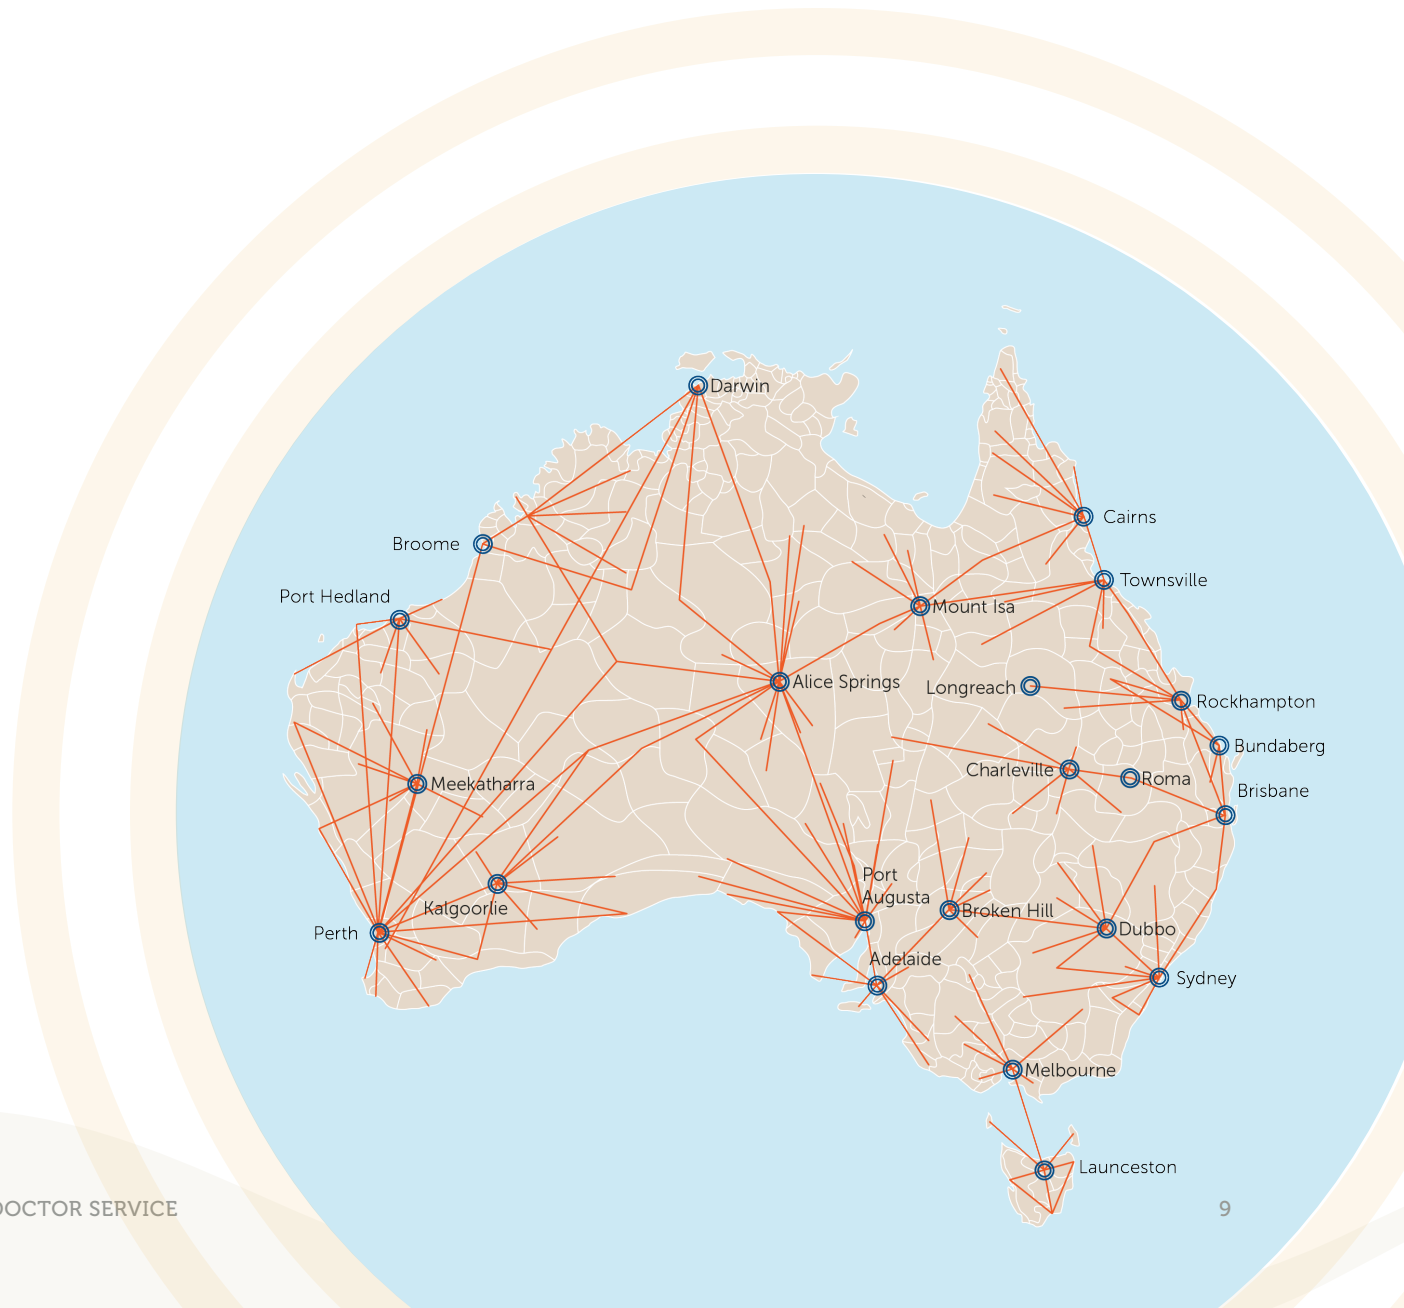 Darwin
Cairns
Broome
Townsville
Port Hedland
Mount Isa
Alice Springs
Longreach
Rockhampton
Bundaberg
Charleville
Roma
Meekatharra
Brisbane
Port
Augusta
Kalgoorlie
Broken Hill
Perth
Dubbo
Adelaide
Sydney
Melbourne
Launceston
DOCTOR SERVICE
9